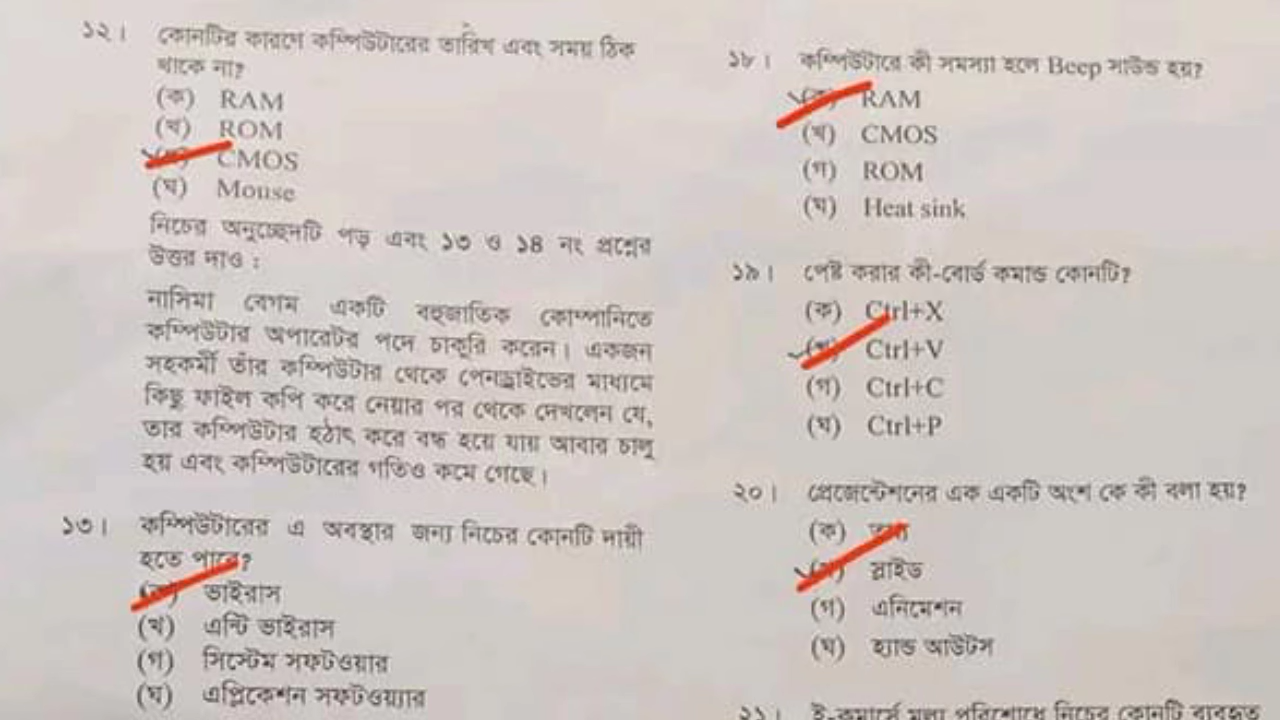 ১২। কোনটির কারণে কম্পিউটারের তারিখ এবং সময় ঠিক
থাকে না?
(ক) RAM
(খ) ROM
CMOS
(ঘ) Mouse
নিচের অনুচ্ছেদটি পড় এবং ১৩ ও ১৪ নং প্রশ্নের
উত্তর দাও :
নাসিমা বেগম একটি বহুজাতিক কোম্পানিতে
কম্পিউটার অপারেটর পদে চাকুরি করেন। একজন
সহকর্মী তাঁর কম্পিউটার থেকে পেনড্রাইভের মাধ্যমে
কিছু ফাইল কপি করে নেয়ার পর থেকে দেখলেন যে,
তার কম্পিউটার হঠাৎ করে বন্ধ হয়ে যায় আবার চালু
হয় এবং কম্পিউটারের গতিও কমে গেছে।
১৩। কম্পিউটারের এ অবস্থার জন্য নিচের কোনটি দায়ী
হতে পারে?
(ক) ভাইরাস
(খ) এন্টি ভাইরাস
(গ) সিস্টেম সফটওয়ার
(ঘ) এপ্লিকেশন সফটওয়্যার
১৮। কম্পিউটারে কী সমস্যা হলে Beep সাউন্ড হয়?
(ক) RAM
(খ) CMOS
(গ) ROM
(ঘ) Heat sink
১৯। পেষ্ট করার কী-বোর্ড কমান্ড কোনটি?
(ক) Ctrl+X
(খ) Ctrl+V
(গ) Ctrl+C
(ঘ) Ctrl+P
২০। প্রেজেন্টেশনের এক একটি অংশ কে কী বলা হয়?
(ক)
(খ) স্লাইড
(গ) এনিমেশন
(ঘ) হ্যান্ড আউটস
২১। ই-কমার্সে মূল্য পরিশোধে নিচের কোনটি ব্যবহৃত